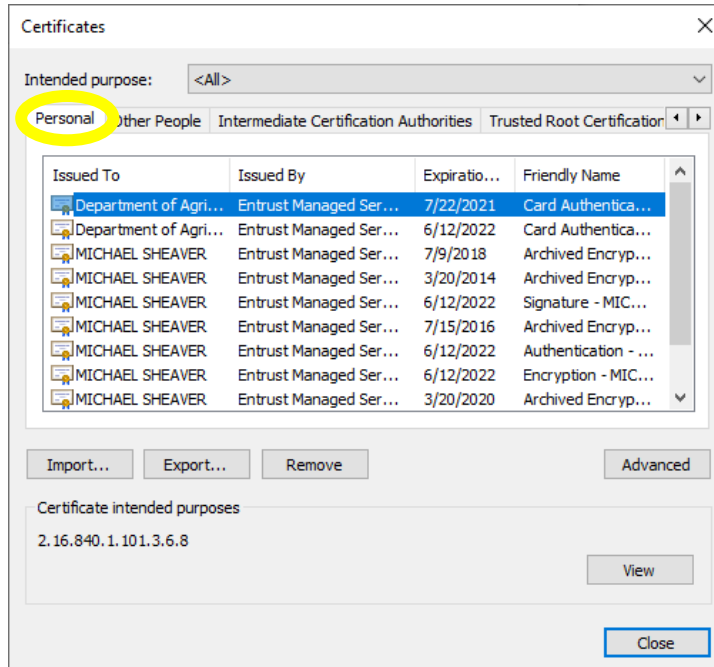 Certificates
Intended purpose: <All>
Personal Other People Intermediate Certification Authorities Trusted Root Certification
Issued To Issued By Expiratio... Friendly Name
Department of Agri... Entrust Managed Ser... 7/22/2021 Card Authentica...
Department of Agri... Entrust Managed Ser... 6/12/2022 Card Authentica...
MICHAEL SHEAVER Entrust Managed Ser... 7/9/2018 Archived Encryp...
MICHAEL SHEAVER Entrust Managed Ser... 3/20/2014 Archived Encryp...
MICHAEL SHEAVER Entrust Managed Ser... 6/12/2022 Signature - MIC...
MICHAEL SHEAVER Entrust Managed Ser... 7/15/2016 Archived Encryp...
MICHAEL SHEAVER Entrust Managed Ser... 6/12/2022 Authentication - ...
MICHAEL SHEAVER Entrust Managed Ser... 6/12/2022 Encryption - MIC...
MICHAEL SHEAVER Entrust Managed Ser... 3/20/2020 Archived Encryp...
Import... Export... Remove Advanced
Certificate intended purposes
2.16.840.1.101.3.6.8
View
Close